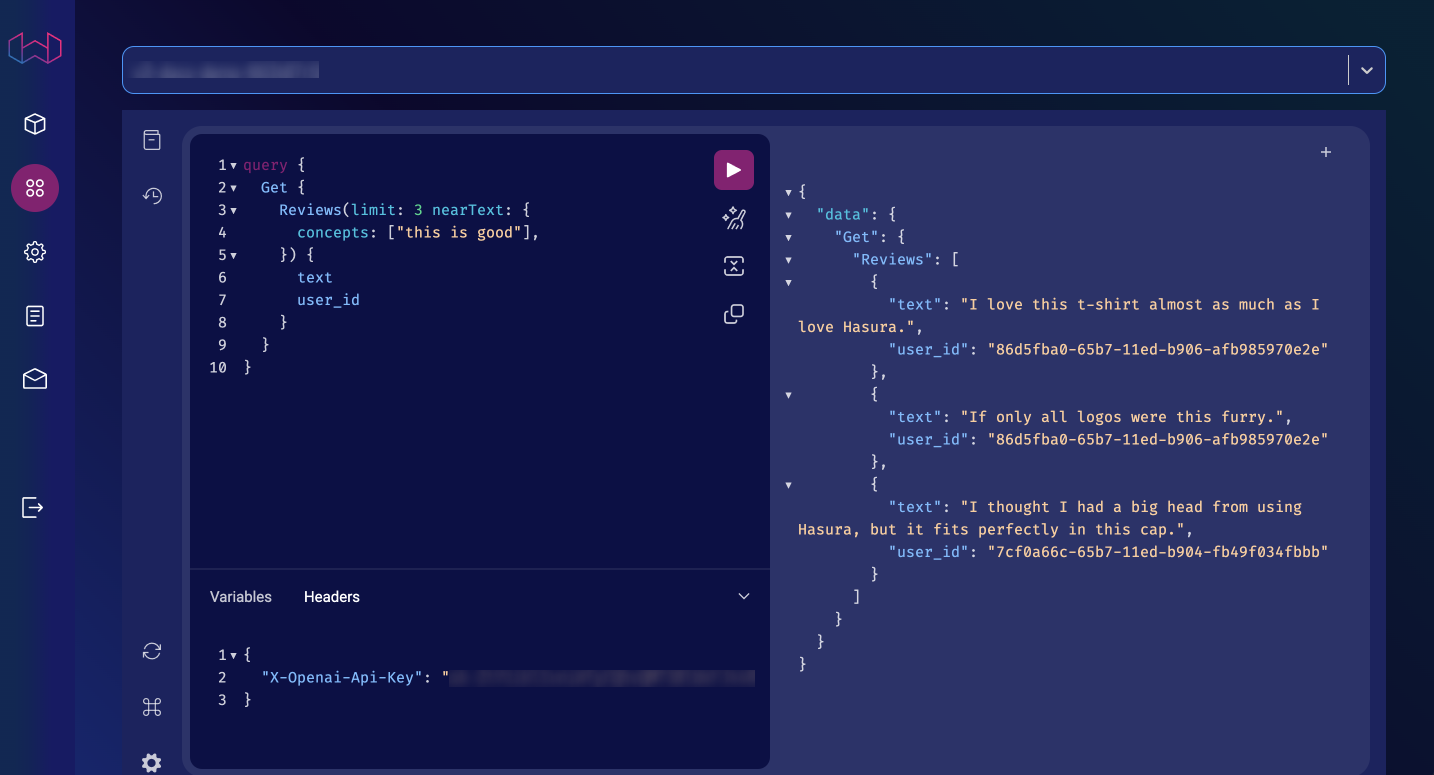 1 query {
2 Get {
3 Reviews(limit: 3 nearText: {
4 concepts: ["this is good"],
5 }) {
6 text
7 user_id
8 }
9 }
10 }
Variables Headers
1 {
2 "X-Openai-Api-Key": "
3 }
{
"data": {
"Get": {
"Reviews": [
{
"text": "I love this t-shirt almost as much as I
love Hasura.",
"user_id": "86d5fba0-65b7-11ed-b906-afb985970e2e"
},
{
"text": "If only all logos were this furry.",
"user_id": "86d5fba0-65b7-11ed-b906-afb985970e2e"
},
{
"text": "I thought I had a big head from using
Hasura, but it fits perfectly in this cap.",
"user_id": "7cf0a66c-65b7-11ed-b904-fb49f034fbbb"
}
]
}
}
}